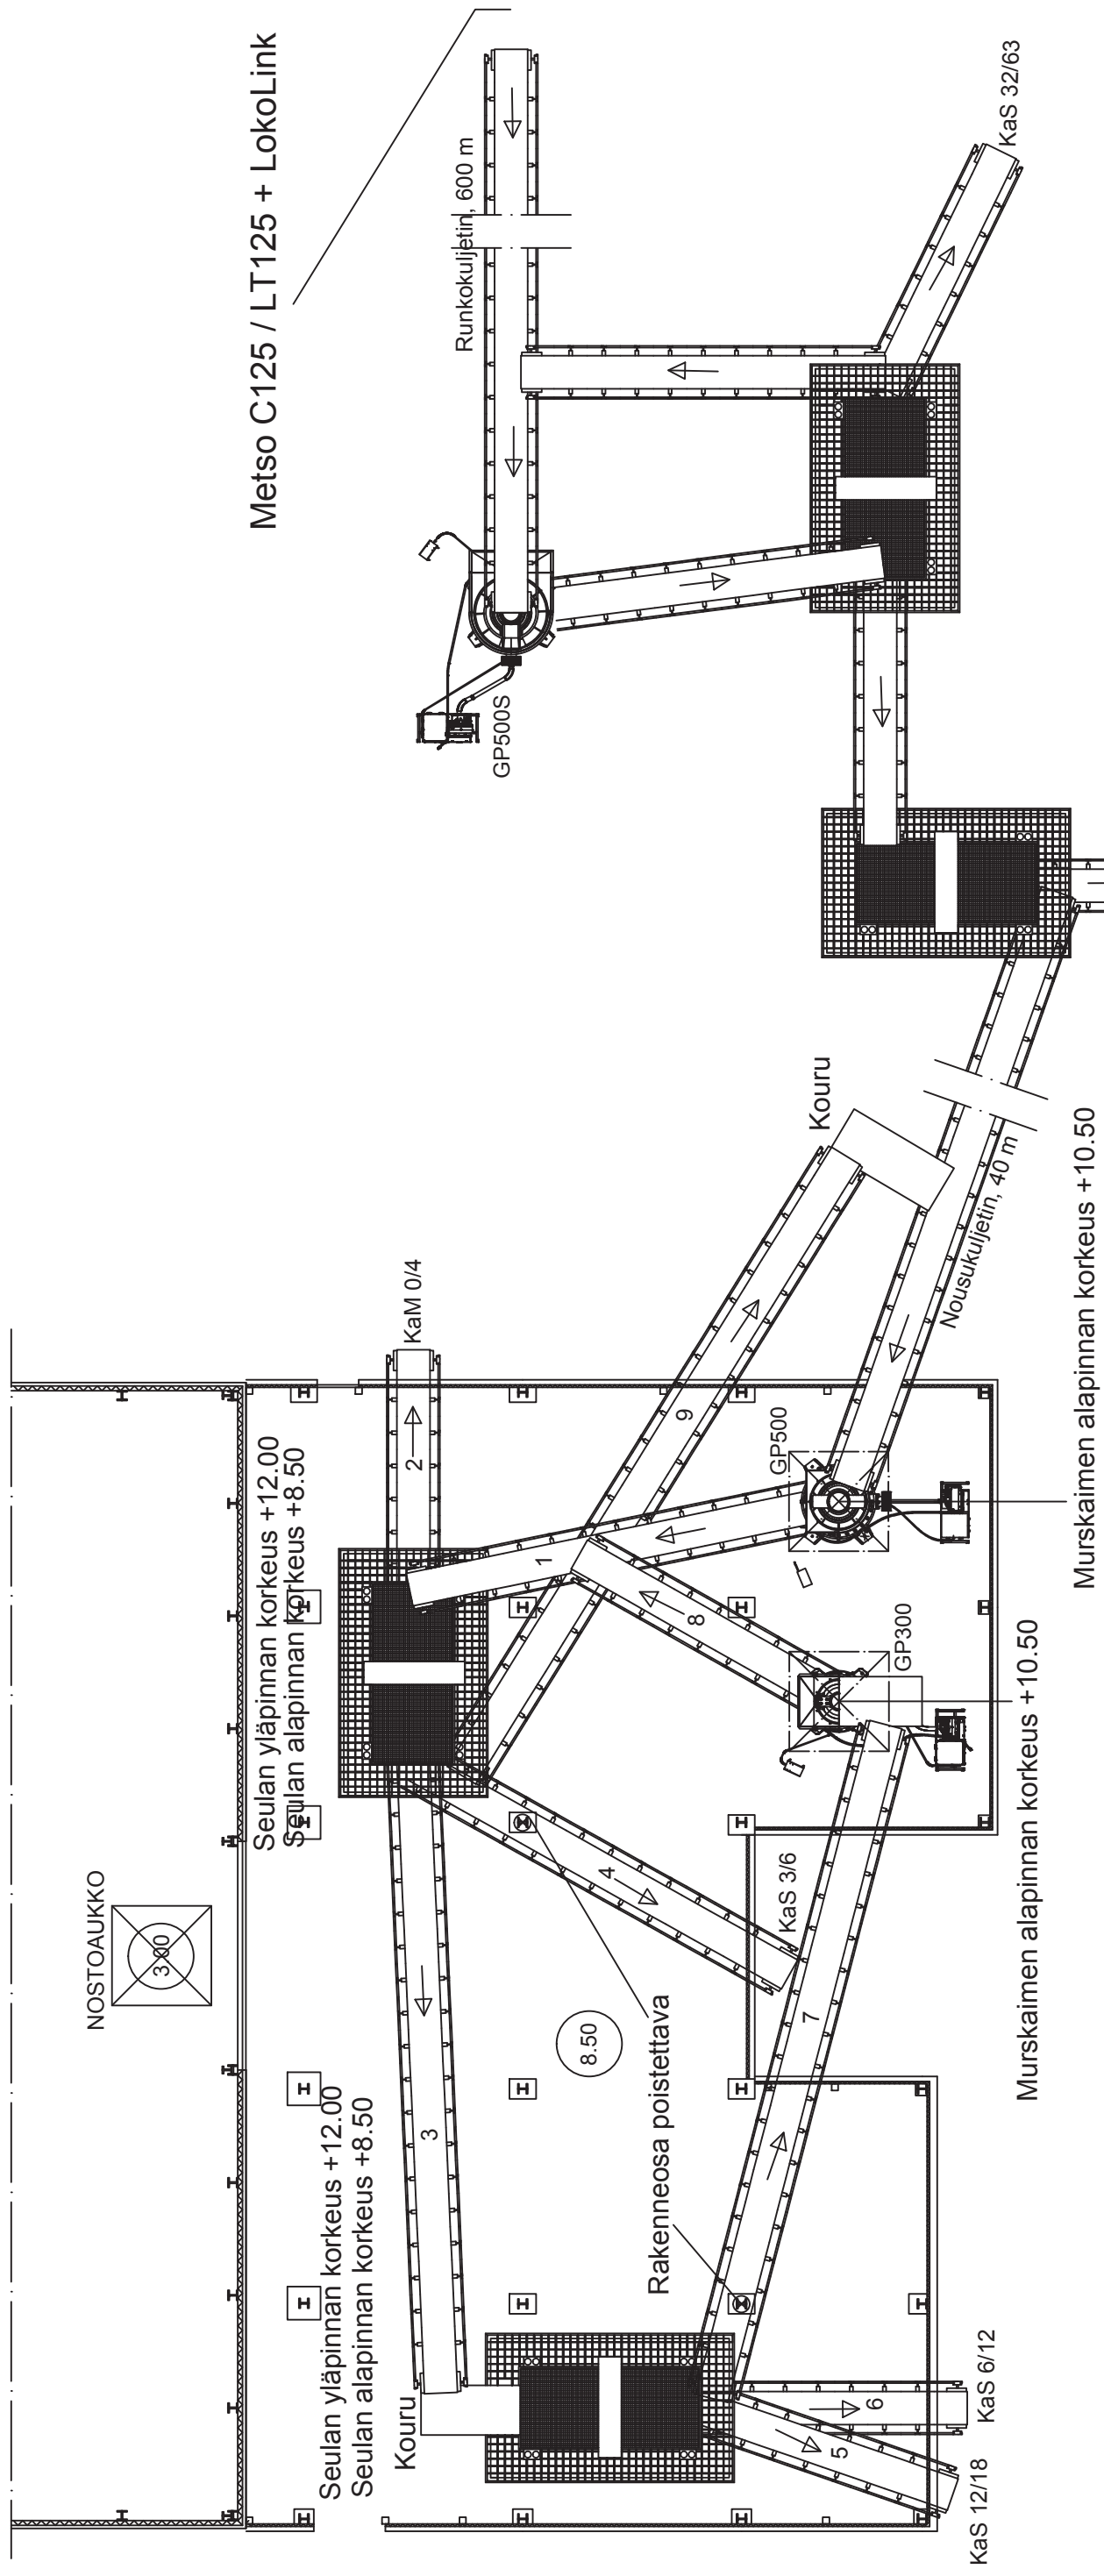 Metso C125 / LT125 + LokoLink
Runkokuljetin, 600 m
KaS 32/63
GP500S
Kouru
Nousukuljetin, 40 m
Murskaimen alapinnan korkeus +10.50
KaM 0/4
2
Seulan yläpinnan korkeus +12.00
Seulan alapinnan korkeus +8.50
9
GP500
1
8
GP300
Murskaimen alapinnan korkeus +10.50
NOSTOAUKKO
3.00
4
KaS 3/6
8.50
7
3
Rakenneosa poistettava
Seulan yläpinnan korkeus +12.00
Seulan alapinnan korkeus +8.50
Kouru
6
KaS 6/12
5
KaS 12/18